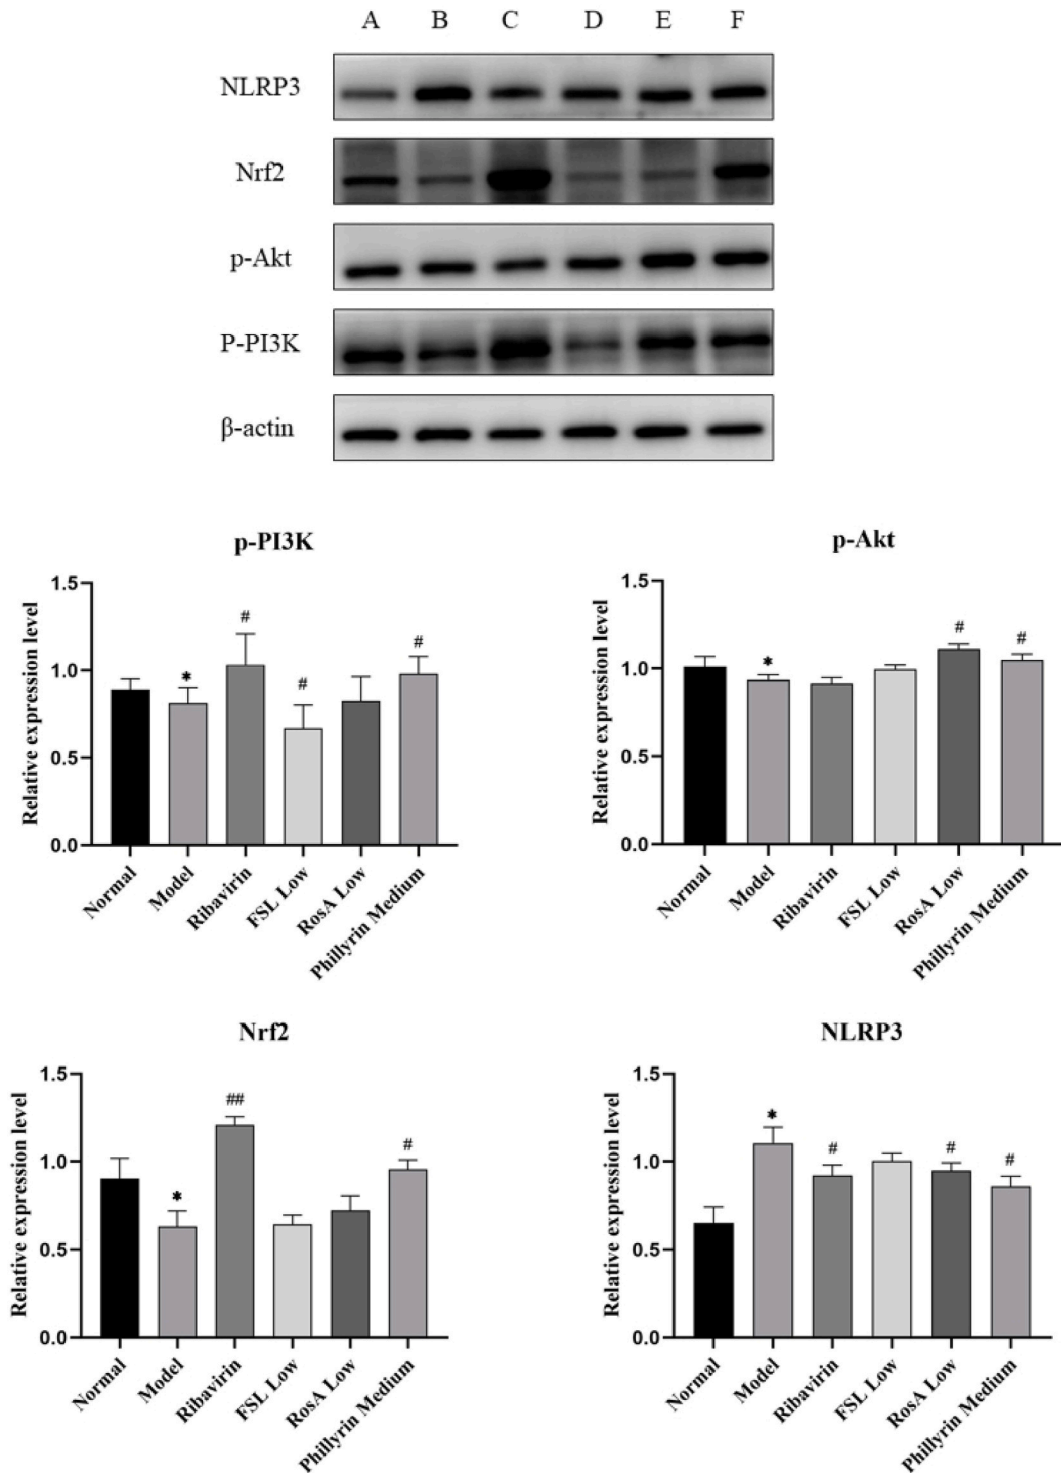 A B C D E F
NLRP3
Nrf2
p-Akt
P-PI3K
β-actin
p-PI3K
Relative expression level
1.5
1.0
0.5
0.0
*
#
#
#
Normal
Model
Ribavirin
FSL Low
RosA Low
Phillyrin Medium
p-Akt
Relative expression level
1.5
1.0
0.5
0.0
*
#
#
Normal
Model
Ribavirin
FSL Low
RosA Low
Phillyrin Medium
Nrf2
Relative expression level
1.5
1.0
0.5
0.0
*
##
#
Normal
Model
Ribavirin
FSL Low
RosA Low
Phillyrin Medium
NLRP3
Relative expression level
1.5
1.0
0.5
0.0
*
#
#
#
Normal
Model
Ribavirin
FSL Low
RosA Low
Phillyrin Medium